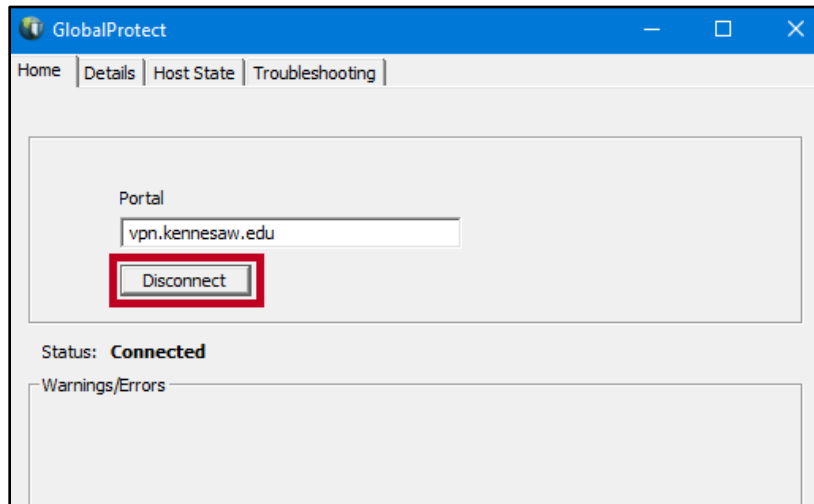 GlobalProtect
Home Details Host State Troubleshooting
Portal
vpn.kennesaw.edu
Disconnect
Status: Connected
Warnings/Errors